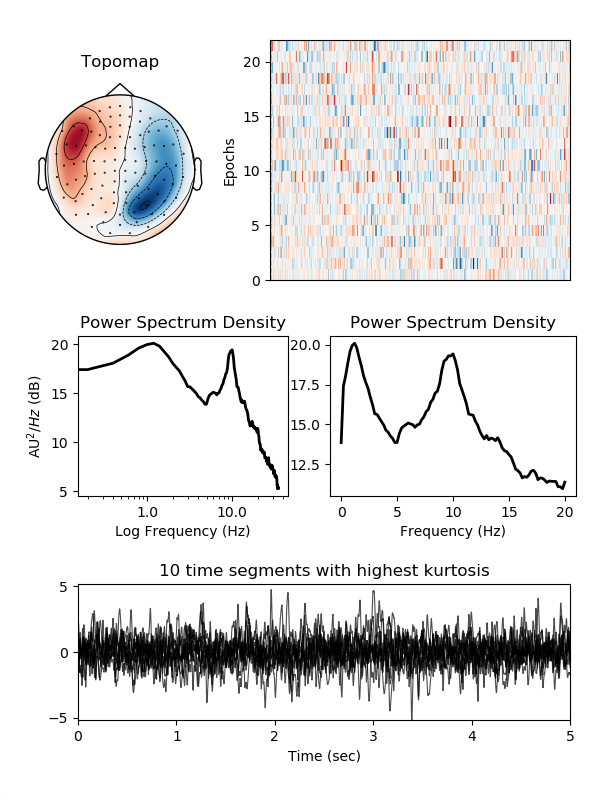 Topomap
Epochs
20
15
10
5
0
Power Spectrum Density
AU²/Hz (dB)
20
15
10
5
1.0 10.0
Log Frequency (Hz)
Power Spectrum Density
20.0
17.5
15.0
12.5
0 5 10 15 20
Frequency (Hz)
10 time segments with highest kurtosis
5
0
−5
0 1 2 3 4 5
Time (sec)